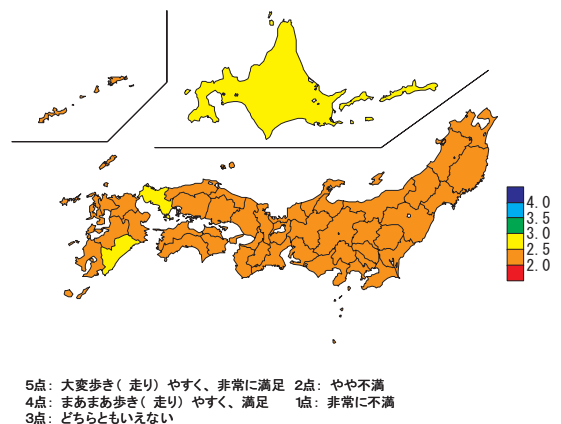 4.0
3.5
3.0
2.5
2.0
5点： 大変歩き（ 走り） やすく、 非常に満足 2点： やや不満
4点： まあまあ歩き（ 走り） やすく、 満足 1点： 非常に不満
3点： どちらともいえない